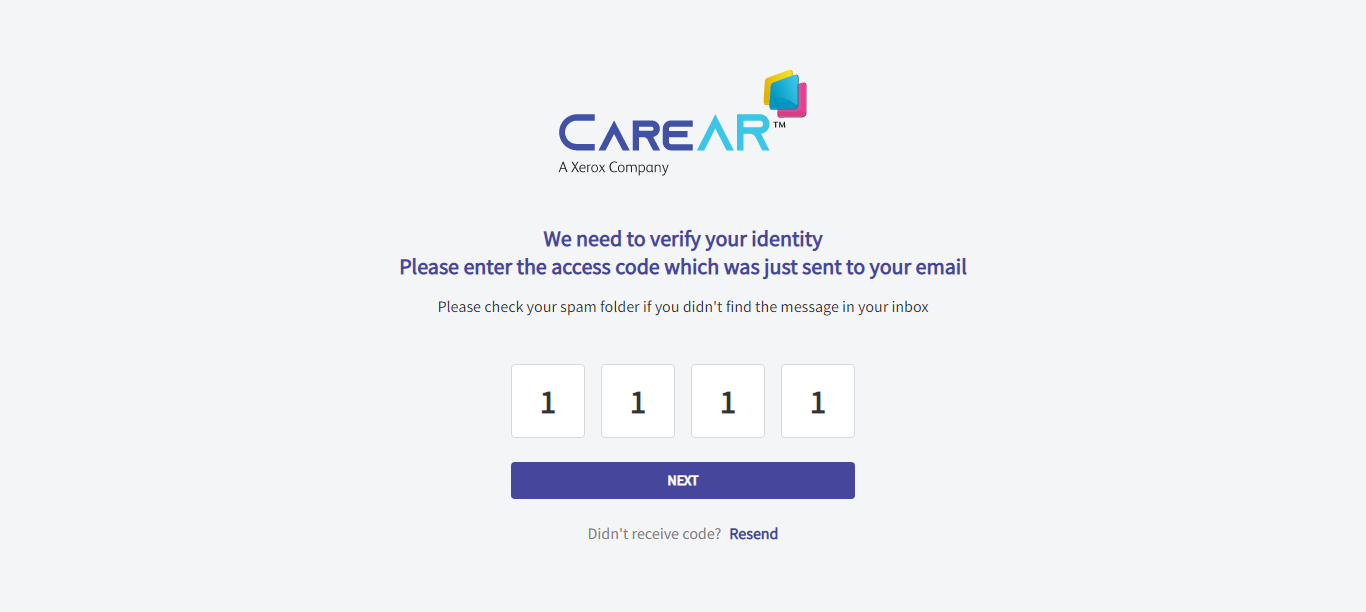 CAREAR™
A Xerox Company
We need to verify your identity
Please enter the access code which was just sent to your email
Please check your spam folder if you didn't find the message in your inbox
1 1 1 1
NEXT
Didn't receive code? Resend